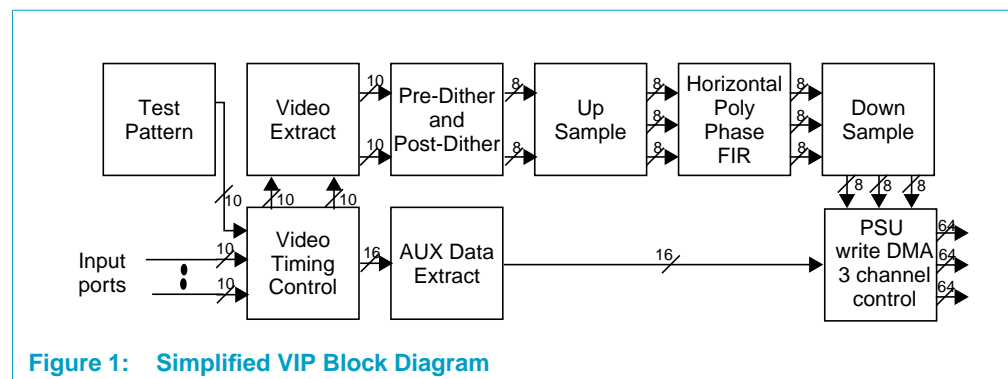 Test
Pattern
Video
Extract
10
10
Pre-Dither
and
Post-Dither
8
8
Up
Sample
8
8
8
Horizontal
Poly
Phase
FIR
8
8
8
Down
Sample
10
10
10
8
8
8
Input
ports
10
10
Video
Timing
Control
16
AUX Data
Extract
16
PSU
write DMA
3 channel
control
64
64
64
Figure 1: Simplified VIP Block Diagram